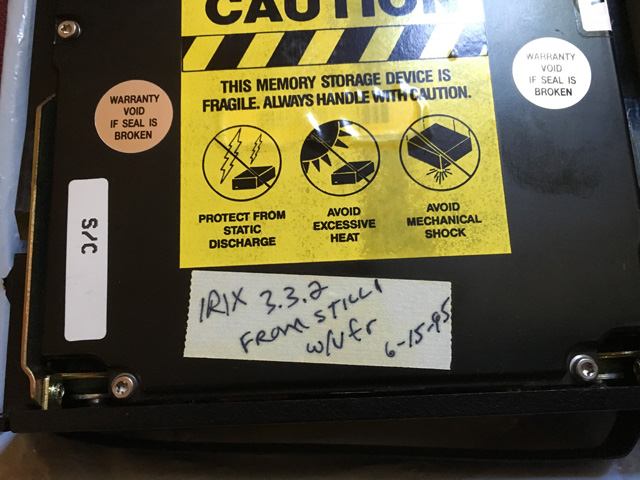 CAUTION
THIS MEMORY STORAGE DEVICE IS
FRAGILE. ALWAYS HANDLE WITH CAUTION.
PROTECT FROM
STATIC
DISCHARGE
AVOID
EXCESSIVE
HEAT
AVOID
MECHANICAL
SHOCK
WARRANTY
VOID
IF SEAL IS
BROKEN
WARRANTY
VOID
IF SEAL IS
BROKEN
S/C
IRIX 3.3.2
FROM STILL1
w/vfr
6-15-95